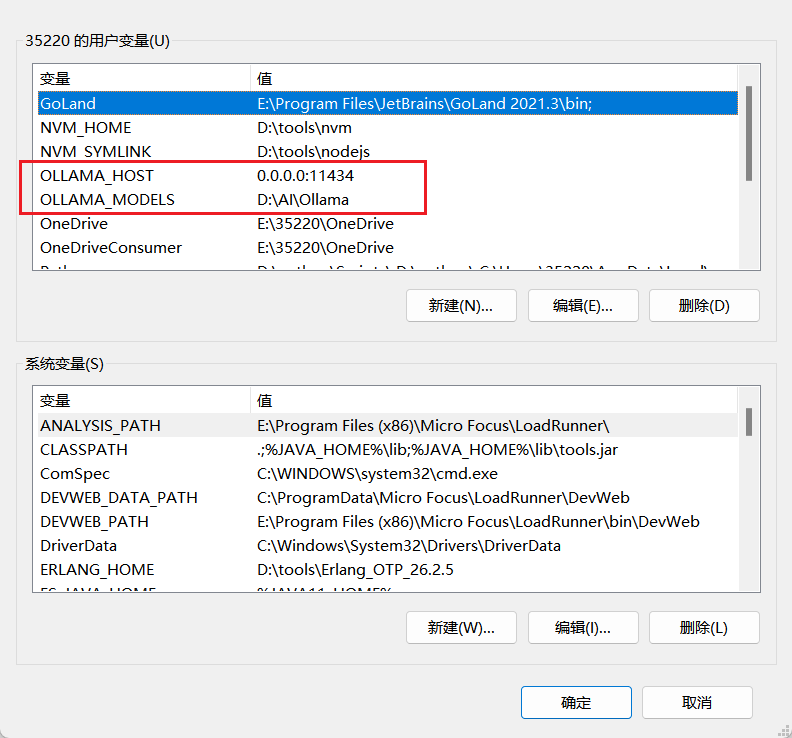 35220 的用户变量(U)
变量 值
GoLand E:\Program Files\JetBrains\GoLand 2021.3\bin;
NVM_HOME D:\tools\nvm
NVM_SYMLINK D:\tools\nodejs
OLLAMA_HOST 0.0.0.0:11434
OLLAMA_MODELS D:\AI\Ollama
OneDrive E:\35220\OneDrive
OneDriveConsumer E:\35220\OneDrive
新建(N)... 编辑(E)... 删除(D)
系统变量(S)
变量 值
ANALYSIS_PATH E:\Program Files (x86)\Micro Focus\LoadRunner\
CLASSPATH .;%JAVA_HOME%\lib;%JAVA_HOME%\lib\tools.jar
ComSpec C:\WINDOWS\system32\cmd.exe
DEVWEB_DATA_PATH C:\ProgramData\Micro Focus\LoadRunner\DevWeb
DEVWEB_PATH E:\Program Files (x86)\Micro Focus\LoadRunner\bin\DevWeb
DriverData C:\Windows\System32\Drivers\DriverData
ERLANG_HOME D:\tools\Erlang_OTP_26.2.5
ES_JAVA_HOME %JAVA11_HOME%
新建(W)... 编辑(I)... 删除(L)
确定 取消